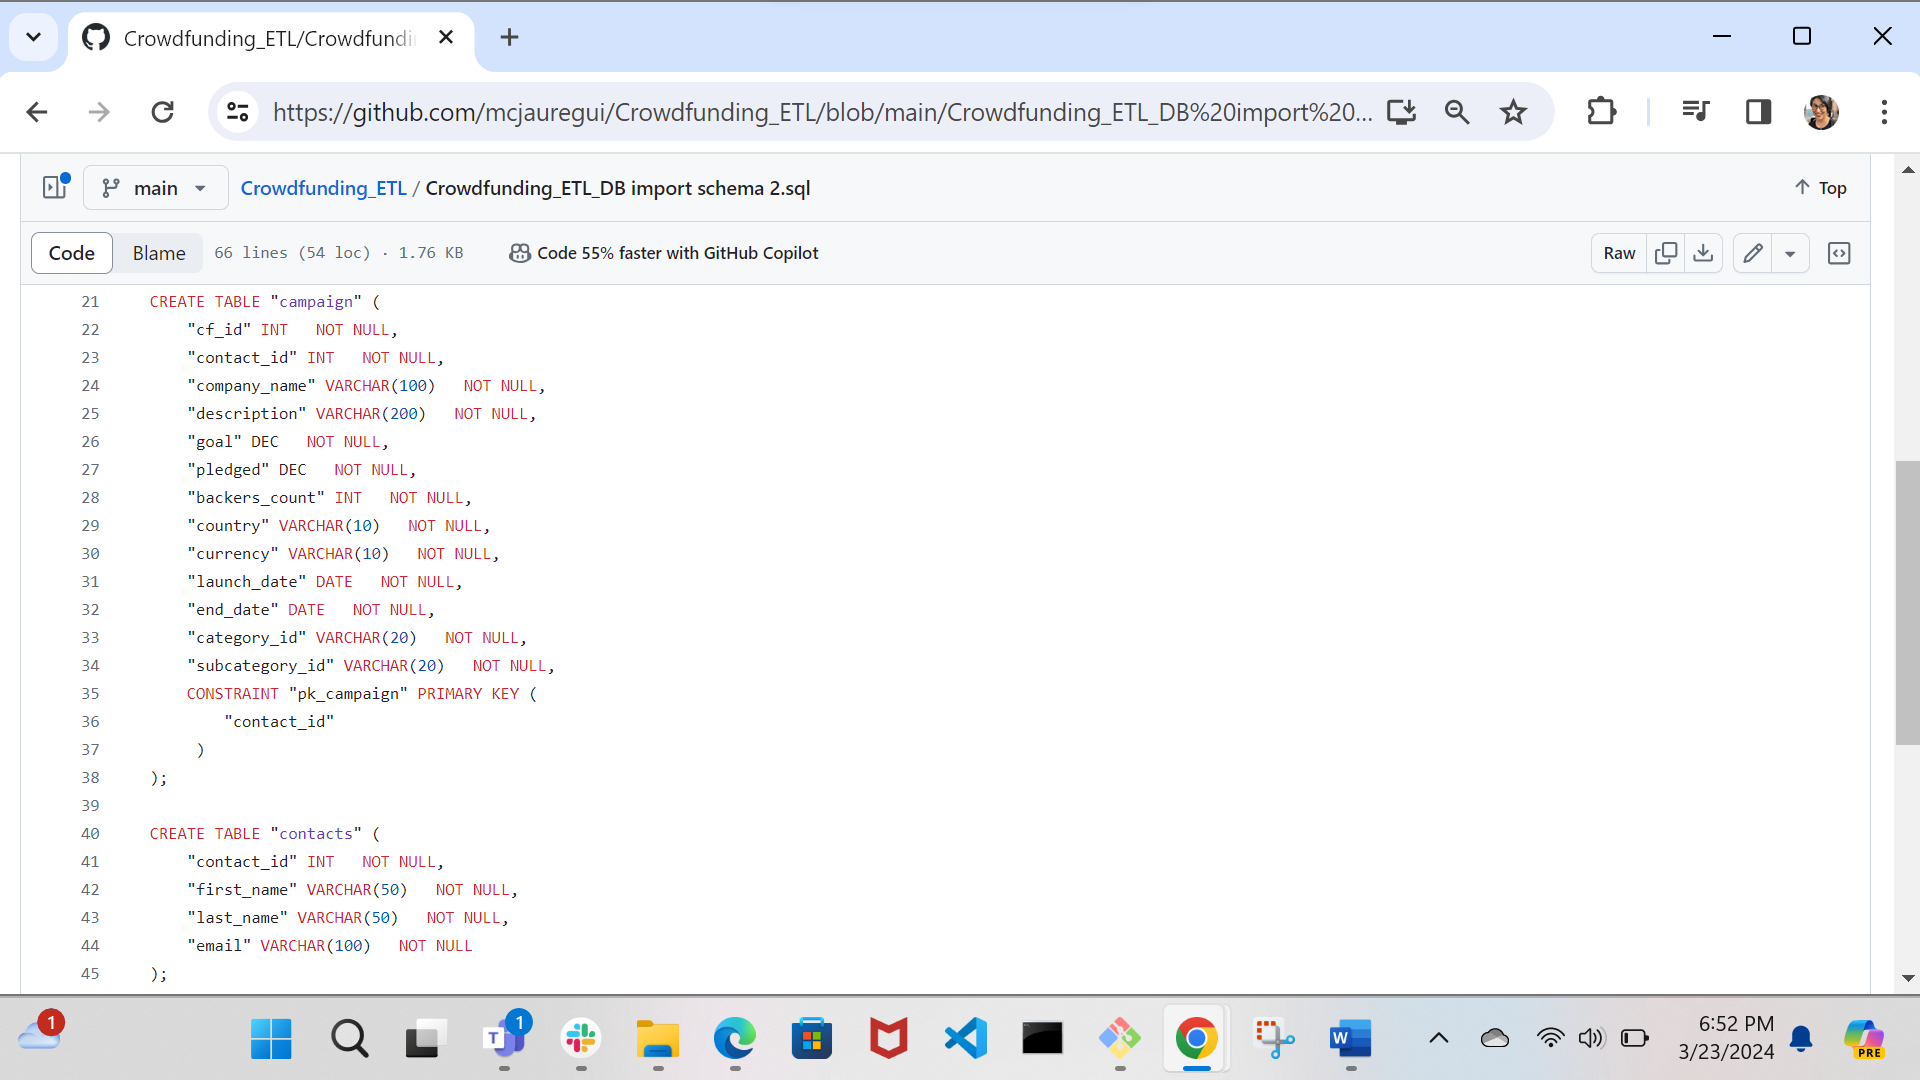 Crowdfunding_ETL/Crowdfundi
https://github.com/mcjauregui/Crowdfunding_ETL/blob/main/Crowdfunding_ETL_DB%20import%20...
main
Crowdfunding_ETL / Crowdfunding_ETL_DB import schema 2.sql
Top
Code
Blame
66 lines (54 loc) · 1.76 KB
Code 55% faster with GitHub Copilot
Raw
21 CREATE TABLE "campaign" (
22 "cf_id" INT NOT NULL,
23 "contact_id" INT NOT NULL,
24 "company_name" VARCHAR(100) NOT NULL,
25 "description" VARCHAR(200) NOT NULL,
26 "goal" DEC NOT NULL,
27 "pledged" DEC NOT NULL,
28 "backers_count" INT NOT NULL,
29 "country" VARCHAR(10) NOT NULL,
30 "currency" VARCHAR(10) NOT NULL,
31 "launch_date" DATE NOT NULL,
32 "end_date" DATE NOT NULL,
33 "category_id" VARCHAR(20) NOT NULL,
34 "subcategory_id" VARCHAR(20) NOT NULL,
35 CONSTRAINT "pk_campaign" PRIMARY KEY (
36 "contact_id"
37 )
38 );
39
40 CREATE TABLE "contacts" (
41 "contact_id" INT NOT NULL,
42 "first_name" VARCHAR(50) NOT NULL,
43 "last_name" VARCHAR(50) NOT NULL,
44 "email" VARCHAR(100) NOT NULL
45 );
1
T
1
W
6:52 PM
3/23/2024
PRE